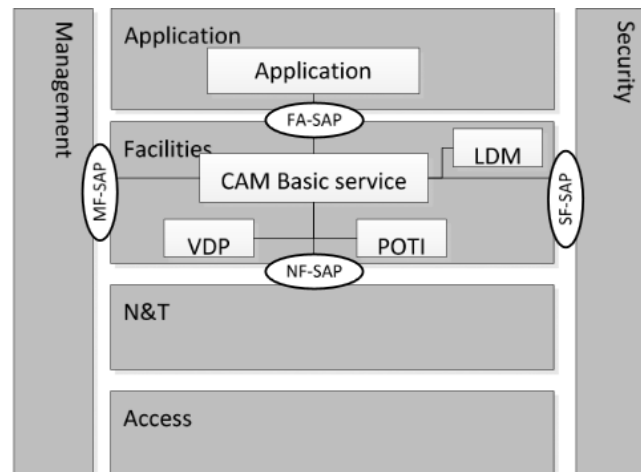 Management
Application
Application
FA-SAP
Security
Facilities
LDM
MF-SAP
CAM Basic service
SF-SAP
VDP
POTI
NF-SAP
N&T
Access